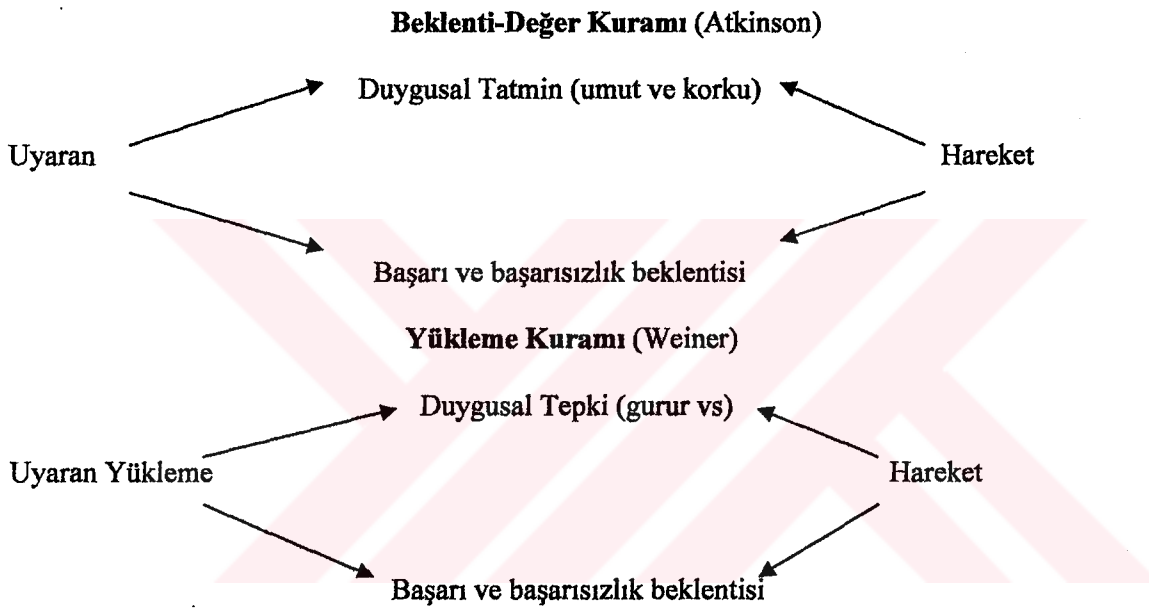 Beklenti-Değer Kuramı (Atkinson)
Duygusal Tatmin (umut ve korku)
Uyaran Hareket
Başarı ve başarısızlık beklentisi
Yükleme Kuramı (Weiner)
Duygusal Tepki (gurur vs)
Uyaran Yükleme Hareket
Başarı ve başarısızlık beklentisi